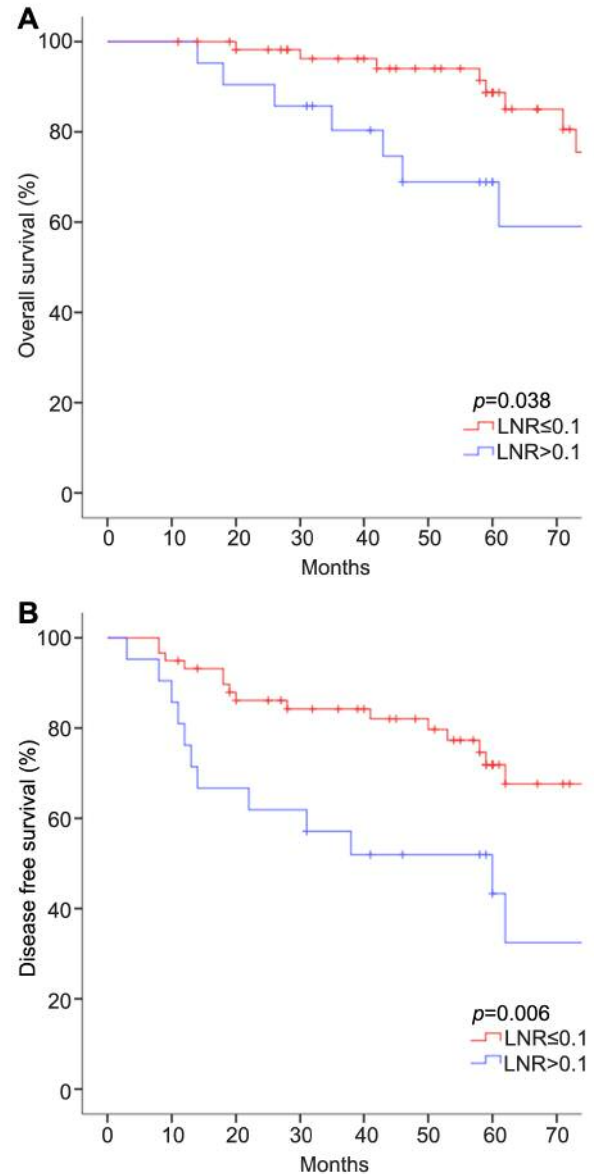 A
100
80
60
40
20
0
Overall survival (%)
p=0.038
LNR≤0.1
LNR>0.1
0 10 20 30 40 50 60 70
Months
B
100
80
60
40
20
0
Disease free survival (%)
p=0.006
LNR≤0.1
LNR>0.1
0 10 20 30 40 50 60 70
Months